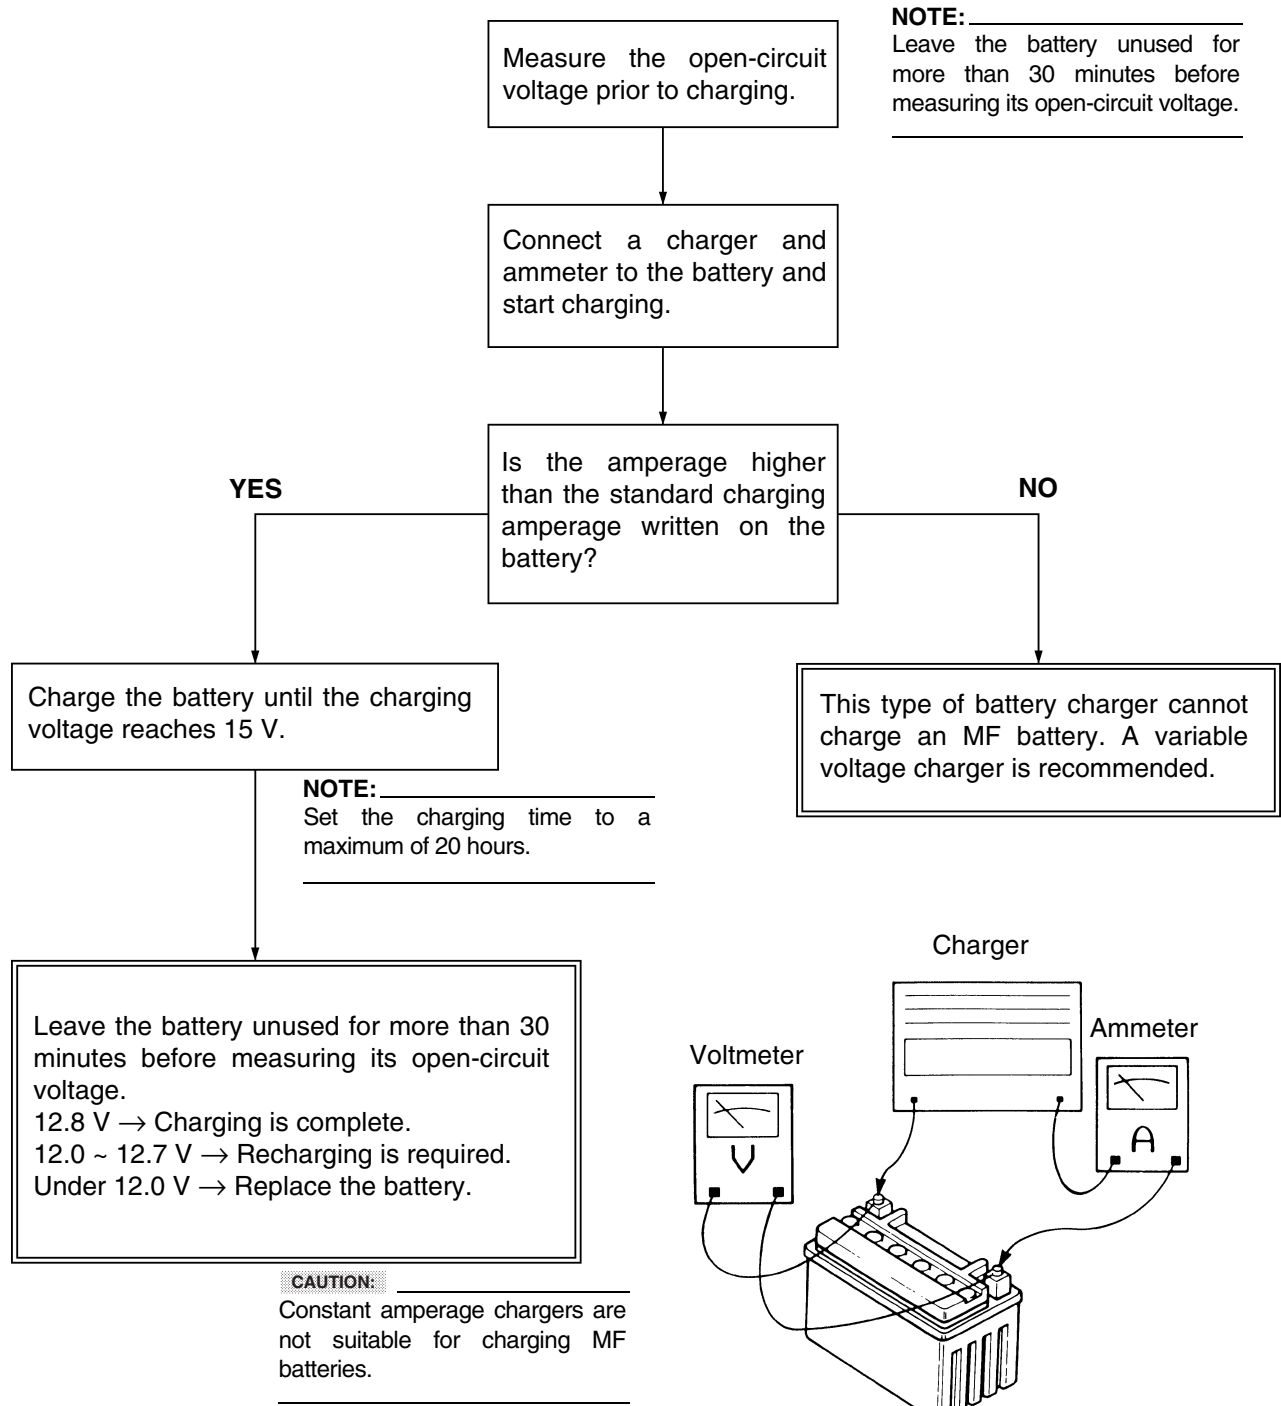 Measure the open-circuit
voltage prior to charging.
NOTE:
Leave the battery unused for
more than 30 minutes before
measuring its open-circuit voltage.
Connect a charger and
ammeter to the battery and
start charging.
Is the amperage higher
than the standard charging
amperage written on the
battery?
YES
NO
Charge the battery until the charging
voltage reaches 15 V.
This type of battery charger cannot
charge an MF battery. A variable
voltage charger is recommended.
NOTE:
Set the charging time to a
maximum of 20 hours.
Leave the battery unused for more than 30
minutes before measuring its open-circuit
voltage.
12.8 V → Charging is complete.
12.0 ~ 12.7 V → Recharging is required.
Under 12.0 V → Replace the battery.
CAUTION:
Constant amperage chargers are
not suitable for charging MF
batteries.
Charger
Ammeter
Voltmeter
A
V